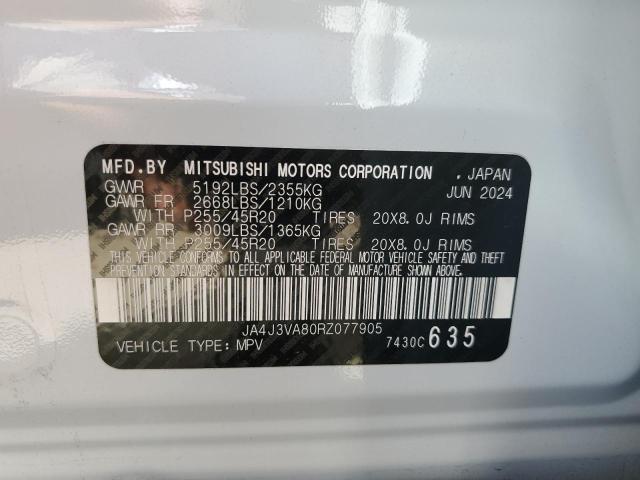 MFD.BY MITSUBISHI MOTORS CORPORATION , JAPAN
GVWR 5192LBS/2355KG JUN 2024
GAWR FR 2668LBS/1210KG
WITH P255/45R20 TIRES 20X8.0J RIMS
GAWR RR 3009LBS/1365KG
WITH P255/45R20 TIRES 20X8.0J RIMS
THIS VEHICLE CONFORMS TO ALL APPLICABLE FEDERAL MOTOR VEHICLE SAFETY AND THEFT
PREVENTION STANDARDS IN EFFECT ON THE DATE OF MANUFACTURE SHOWN ABOVE.
JA4J3VA80RZ077905
VEHICLE TYPE: MPV 7430C 635